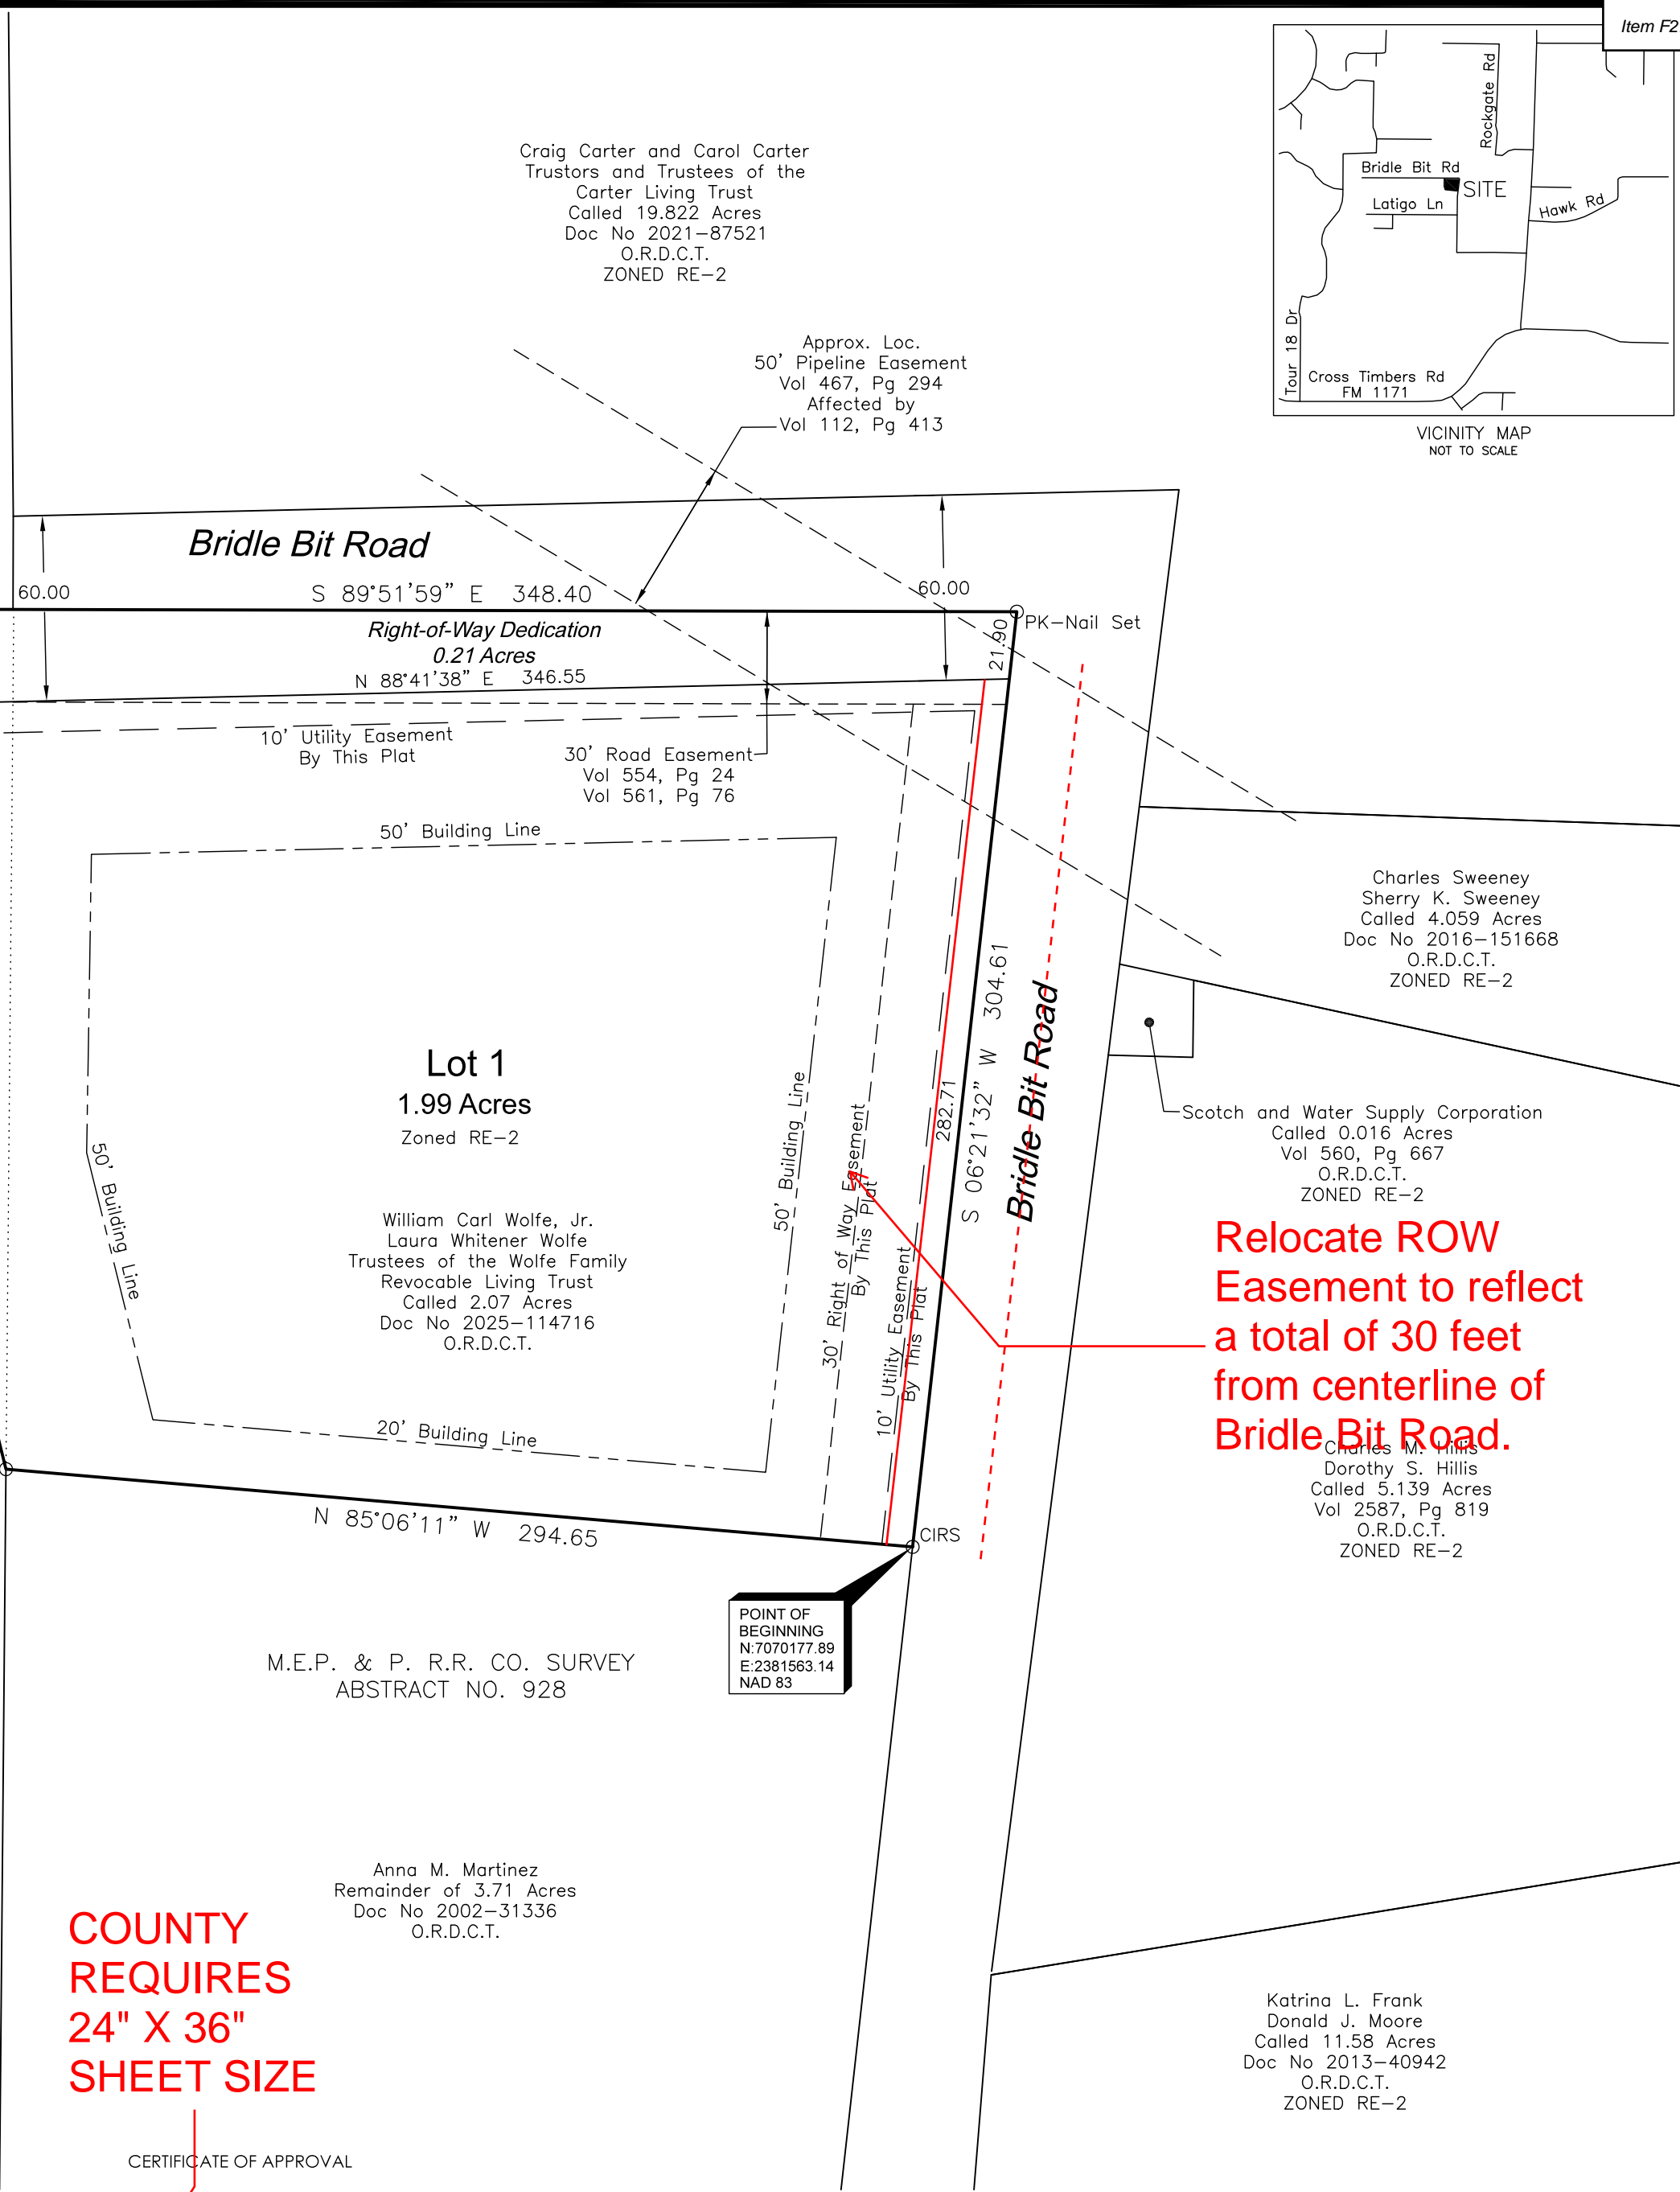 Item F2
Rockgate Rd
Bridle Bit Rd
SITE
Latigo Ln
Hawk Rd
Tour 18 Dr
Cross Timbers Rd
FM 1171
VICINITY MAP
NOT TO SCALE
Craig Carter and Carol Carter
Trustors and Trustees of the
Carter Living Trust
Called 19.822 Acres
Doc No 2021-87521
O.R.D.C.T.
ZONED RE-2
Approx. Loc.
50' Pipeline Easement
Vol 467, Pg 294
Affected by
Vol 112, Pg 413
Bridle Bit Road
60.00
S 89°51'59" E 348.40
60.00
PK-Nail Set
21.90
Right-of-Way Dedication
0.21 Acres
N 88°41'38" E 346.55
10' Utility Easement
By This Plat
30' Road Easement
Vol 554, Pg 24
Vol 561, Pg 76
50' Building Line
Charles Sweeney
Sherry K. Sweeney
Called 4.059 Acres
Doc No 2016-151668
O.R.D.C.T.
ZONED RE-2
Lot 1
1.99 Acres
Zoned RE-2
50' Building Line
50' Building Line
30' Right of Way Easement
By This Plat
10' Utility Easement
By This Plat
282.71
S 06°21'32" W 304.61
Bridle Bit Road
Scotch and Water Supply Corporation
Called 0.016 Acres
Vol 560, Pg 667
O.R.D.C.T.
ZONED RE-2
William Carl Wolfe, Jr.
Laura Whitener Wolfe
Trustees of the Wolfe Family
Revocable Living Trust
Called 2.07 Acres
Doc No 2025-114716
O.R.D.C.T.
Relocate ROW
Easement to reflect
a total of 30 feet
from centerline of
Bridle Bit Road.
Charles M. Hillis
Dorothy S. Hillis
Called 5.139 Acres
Vol 2587, Pg 819
O.R.D.C.T.
ZONED RE-2
20' Building Line
N 85°06'11" W 294.65
CIRS
POINT OF
BEGINNING
N:7070177.89
E:2381563.14
NAD 83
M.E.P. & P. R.R. CO. SURVEY
ABSTRACT NO. 928
Anna M. Martinez
Remainder of 3.71 Acres
Doc No 2002-31336
O.R.D.C.T.
COUNTY
REQUIRES
24" X 36"
SHEET SIZE
Katrina L. Frank
Donald J. Moore
Called 11.58 Acres
Doc No 2013-40942
O.R.D.C.T.
ZONED RE-2
CERTIFICATE OF APPROVAL